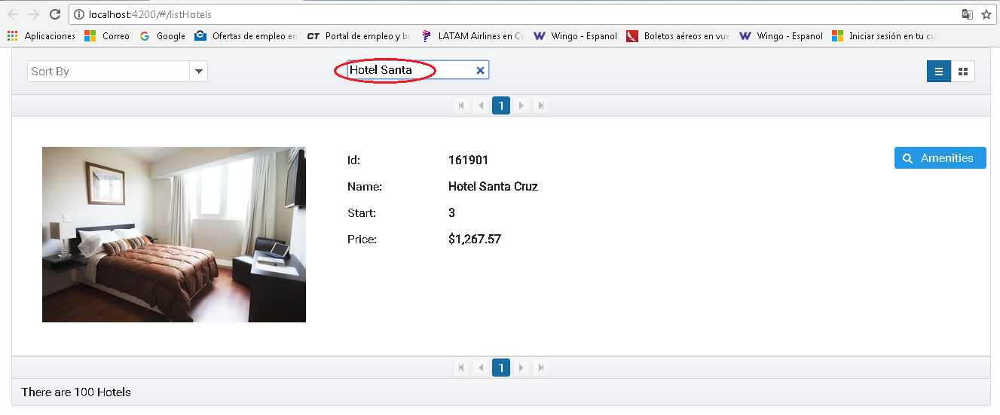 localhost:4200/#/listHotels
Aplicaciones Correo Google Ofertas de empleo en CT Portal de empleo y bo LATAM Airlines en Co Wingo - Espanol Boletos aéreos en vue Wingo - Espanol Iniciar sesión en tu cu
Sort By Hotel Santa
1
Id: 161901 Amenities
Name: Hotel Santa Cruz
Start: 3
Price: $1,267.57
1
There are 100 Hotels